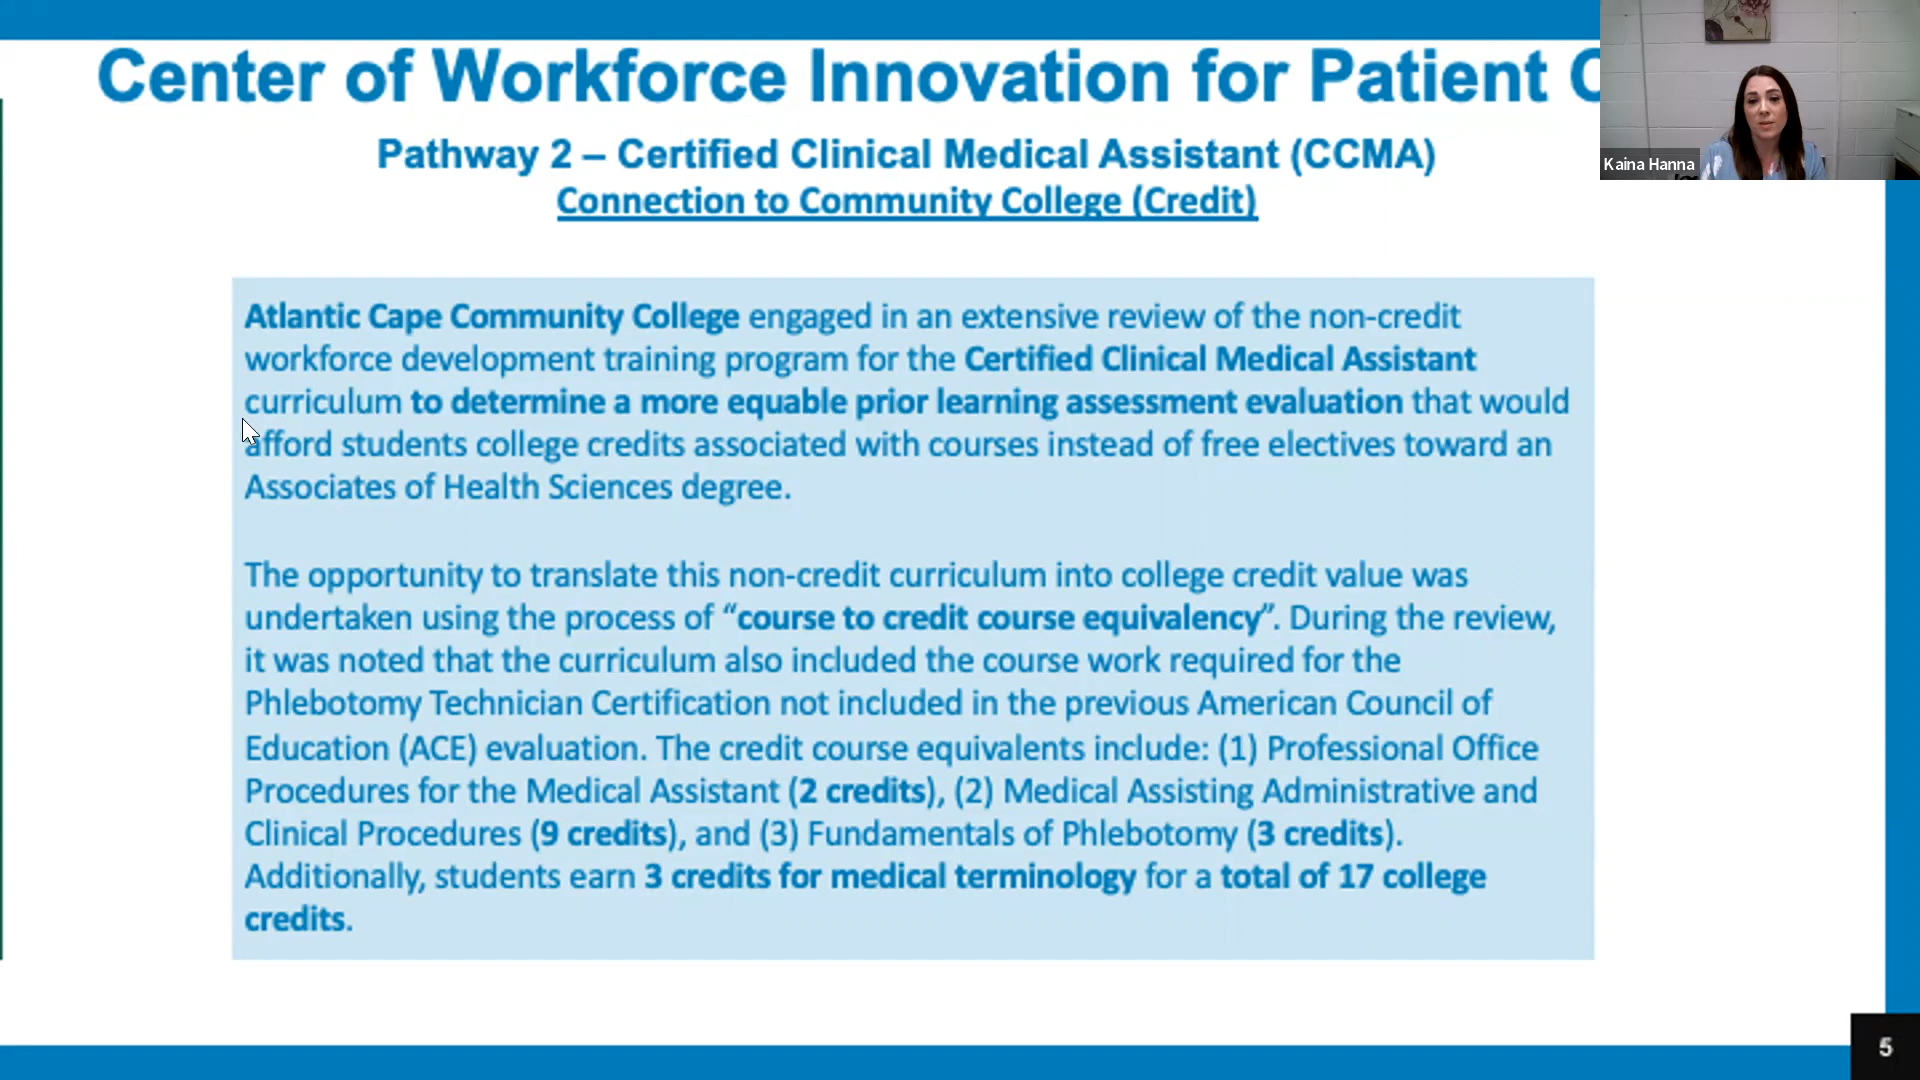 Center of Workforce Innovation for Patient
Kaina Hanna
Pathway 2 – Certified Clinical Medical Assistant (CCMA)
Connection to Community College (Credit)
Atlantic Cape Community College engaged in an extensive review of the non-credit
workforce development training program for the Certified Clinical Medical Assistant
curriculum to determine a more equable prior learning assessment evaluation that would
afford students college credits associated with courses instead of free electives toward an
Associates of Health Sciences degree.
The opportunity to translate this non-credit curriculum into college credit value was
undertaken using the process of “course to credit course equivalency”. During the review,
it was noted that the curriculum also included the course work required for the
Phlebotomy Technician Certification not included in the previous American Council of
Education (ACE) evaluation. The credit course equivalents include: (1) Professional Office
Procedures for the Medical Assistant (2 credits), (2) Medical Assisting Administrative and
Clinical Procedures (9 credits), and (3) Fundamentals of Phlebotomy (3 credits).
Additionally, students earn 3 credits for medical terminology for a total of 17 college
credits.
5